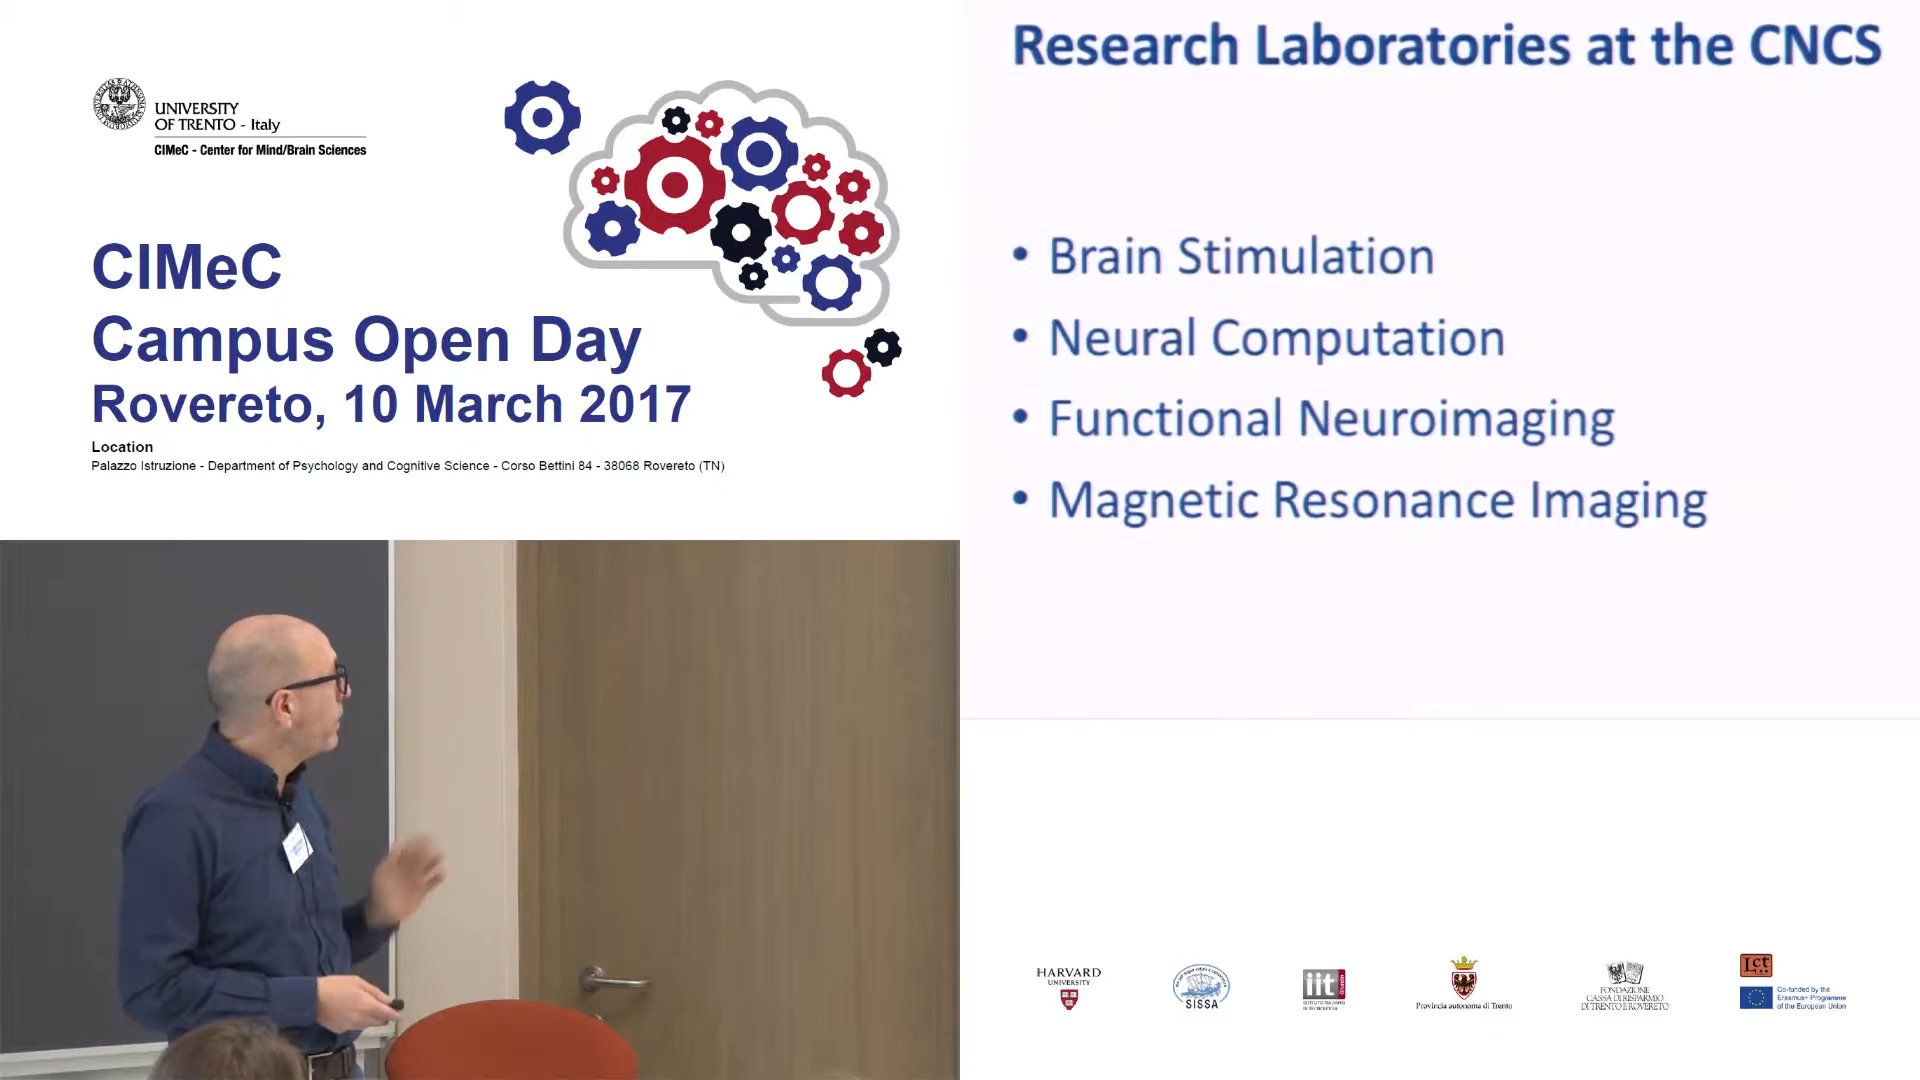 UNIVERSITY
OF TRENTO - Italy
CIMeC - Center for Mind/Brain Sciences
CIMeC
Campus Open Day
Rovereto, 10 March 2017
Location
Palazzo Istruzione - Department of Psychology and Cognitive Science - Corso Bettini 84 - 38068 Rovereto (TN)
Research Laboratories at the CNCS
• Brain Stimulation
• Neural Computation
• Functional Neuroimaging
• Magnetic Resonance Imaging
HARVARD
UNIVERSITY
SISSA
iit
Provincia autonoma di Trento
FONDAZIONE
CASSA DI RISPARMIO
DI TRENTO E ROVERETO
Lct
Co-funded by the
Erasmus+ Programme
of the European Union